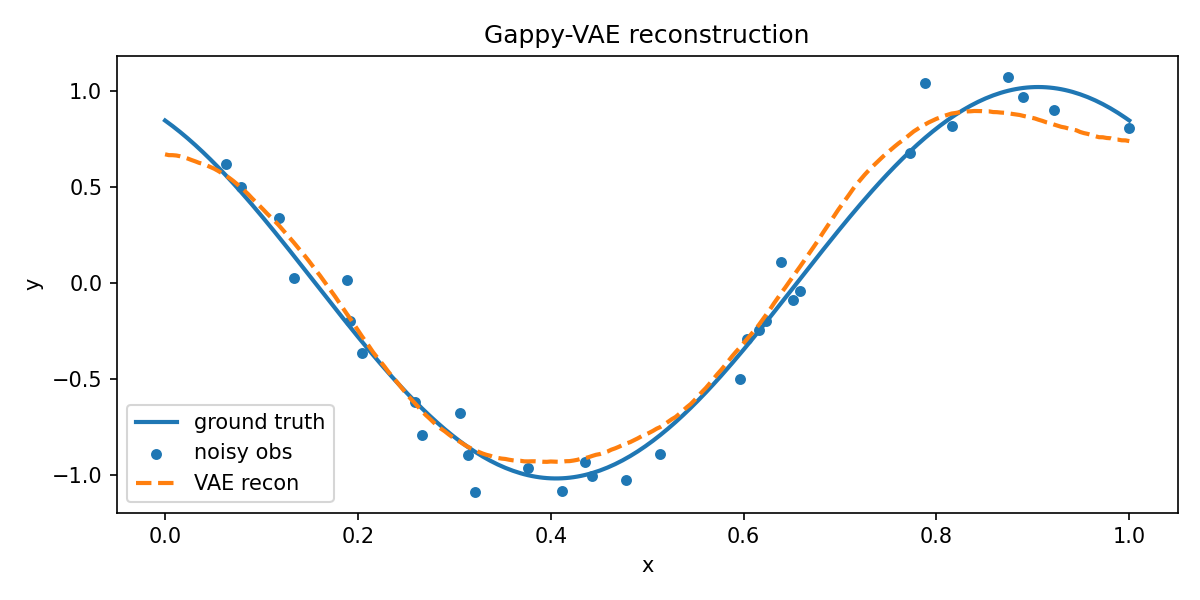 Gappy-VAE reconstruction
y
1.0
0.5
0.0
−0.5
−1.0
ground truth
noisy obs
VAE recon
0.0 0.2 0.4 0.6 0.8 1.0
x